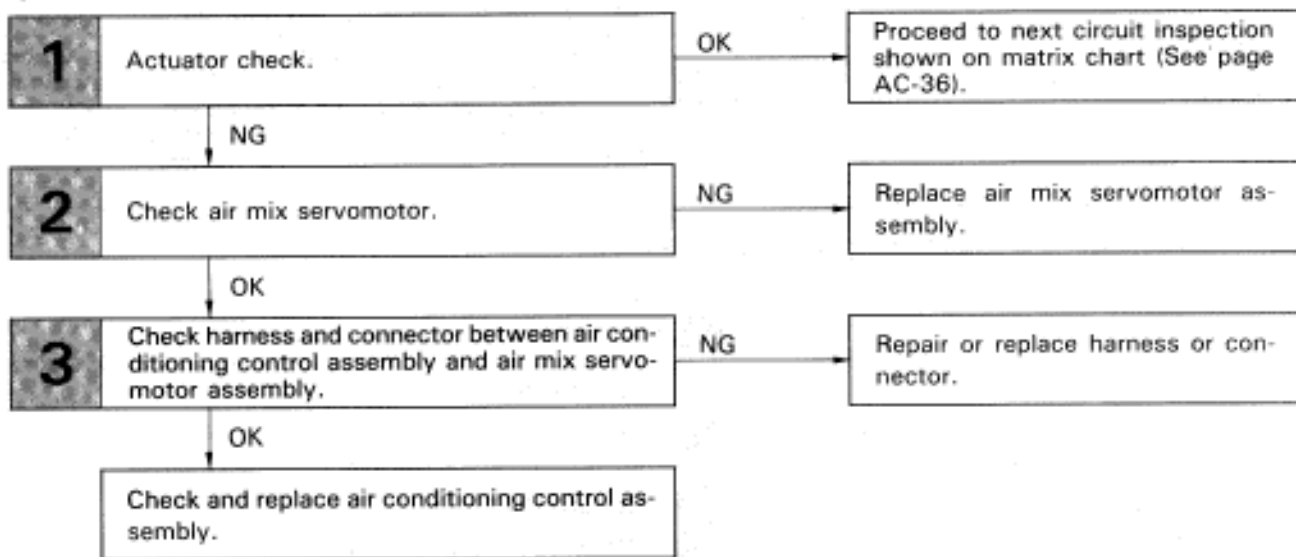 1
Actuator check.
OK
Proceed to next circuit inspection
shown on matrix chart (See page
AC-36).
NG
2
Check air mix servomotor.
NG
Replace air mix servomotor as-
sembly.
OK
3
Check harness and connector between air con-
ditioning control assembly and air mix servo-
motor assembly.
NG
Repair or replace harness or con-
nector.
OK
Check and replace air conditioning control as-
sembly.